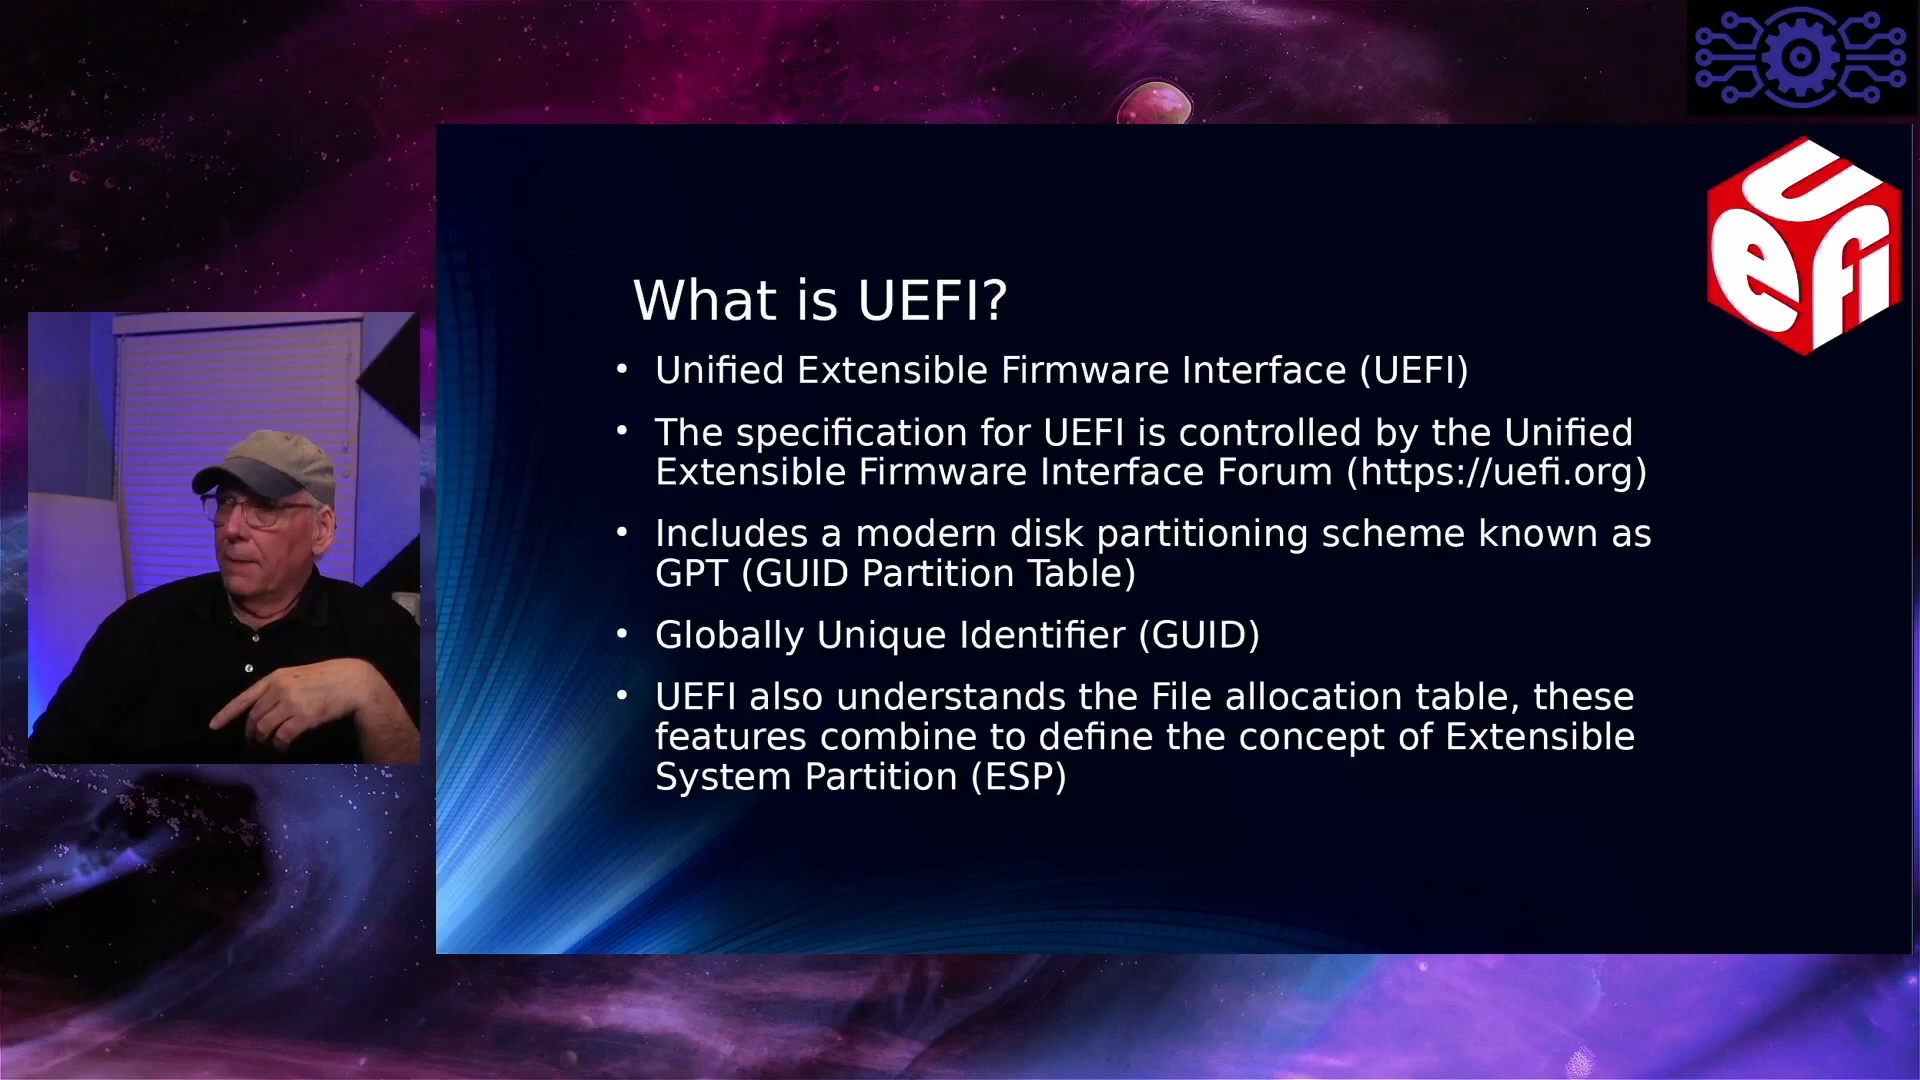 uefi
What is UEFI?
• Unified Extensible Firmware Interface (UEFI)
• The specification for UEFI is controlled by the Unified
Extensible Firmware Interface Forum (https://uefi.org)
• Includes a modern disk partitioning scheme known as
GPT (GUID Partition Table)
• Globally Unique Identifier (GUID)
• UEFI also understands the File allocation table, these
features combine to define the concept of Extensible
System Partition (ESP)